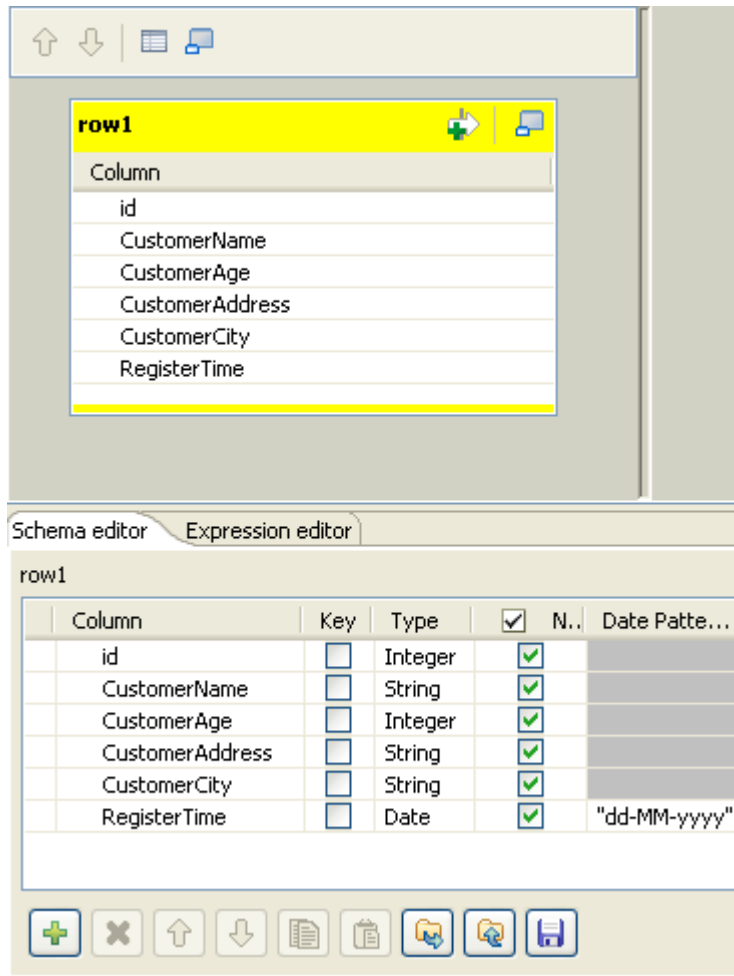 row1
Column
id
CustomerName
CustomerAge
CustomerAddress
CustomerCity
RegisterTime
Schema editor Expression editor
row1
Column Key Type N.. Date Patte...
id Integer
CustomerName String
CustomerAge Integer
CustomerAddress String
CustomerCity String
RegisterTime Date "dd-MM-yyyy"